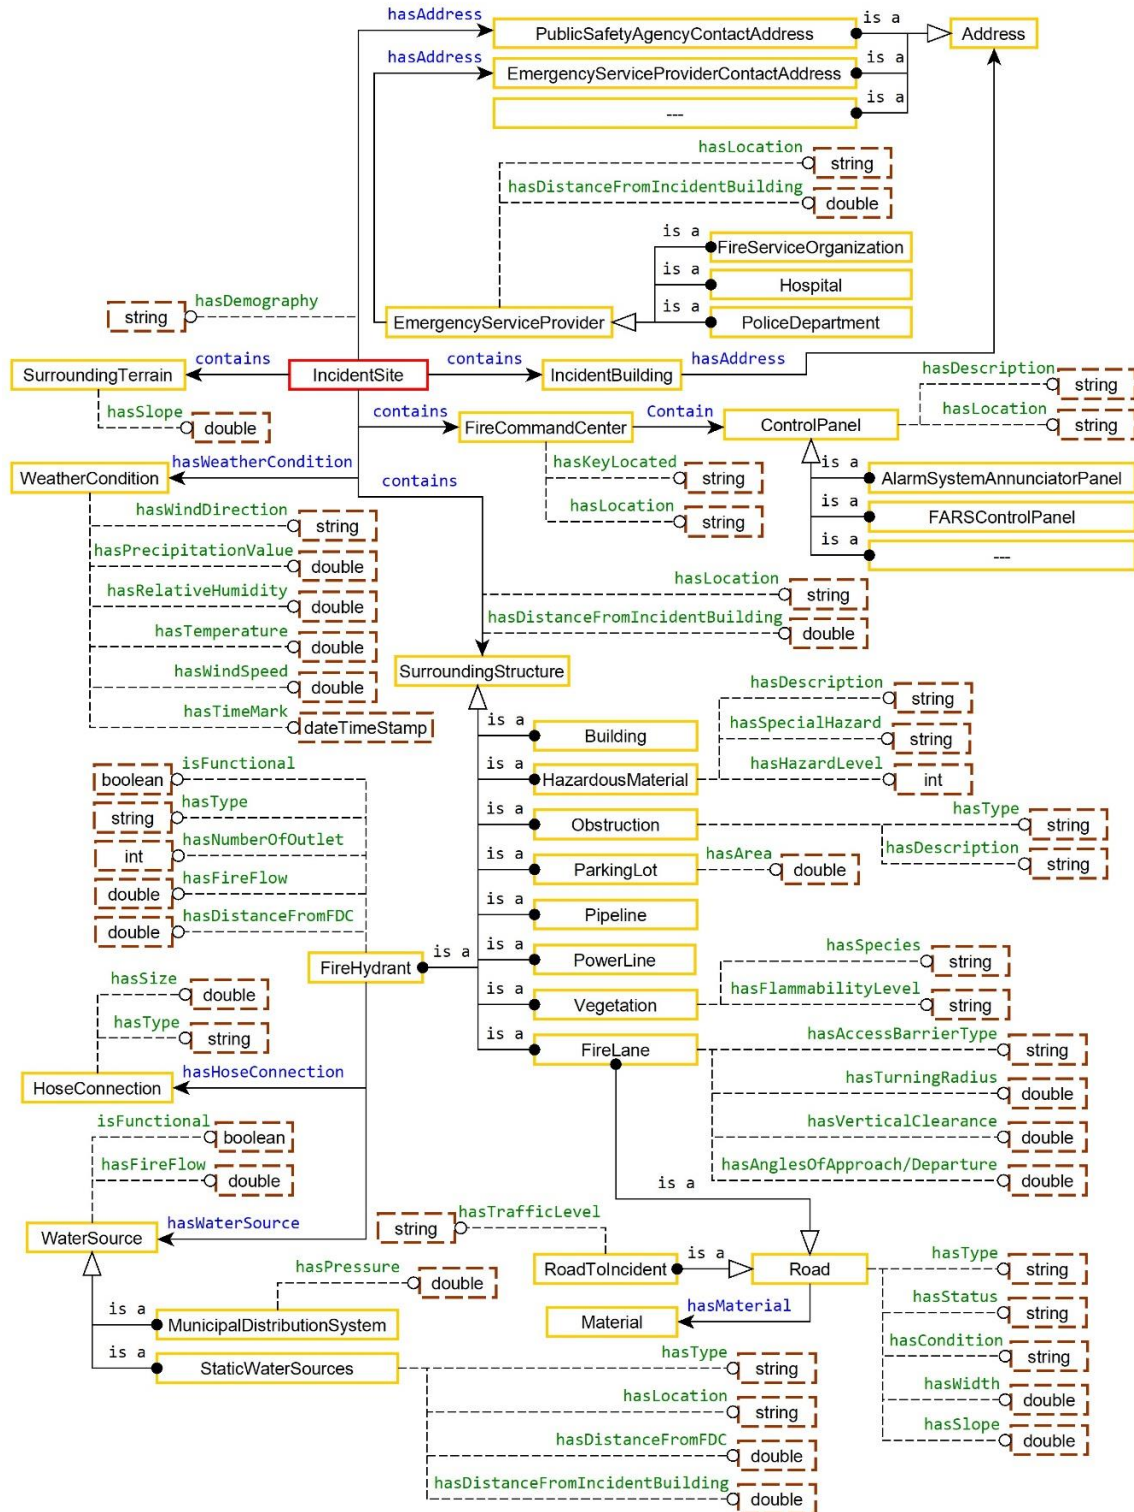 hasAddress
PublicSafetyAgencyContactAddress
is a
Address
hasAddress
EmergencyServiceProviderContactAddress
is a
---
is a
hasLocation
string
hasDistanceFromIncidentBuilding
double
is a
FireServiceOrganization
is a
Hospital
is a
PoliceDepartment
EmergencyServiceProvider
hasDemography
string
contains
contains
hasAddress
SurroundingTerrain
IncidentSite
IncidentBuilding
hasDescription
string
hasSlope
double
contains
FireCommandCenter
Contain
ControlPanel
hasLocation
string
hasWeatherCondition
WeatherCondition
contains
hasKeyLocated
string
hasLocation
string
is a
AlarmSystemAnnunciatorPanel
is a
FARSControlPanel
is a
---
hasWindDirection
string
hasPrecipitationValue
double
hasRelativeHumidity
double
hasTemperature
double
hasWindSpeed
double
hasTimeMark
dateTimeStamp
hasLocation
string
hasDistanceFromIncidentBuilding
double
SurroundingStructure
is a
Building
is a
HazardousMaterial
hasDescription
string
hasSpecialHazard
string
hasHazardLevel
int
is a
Obstruction
hasType
string
hasDescription
string
is a
ParkingLot
hasArea
double
is a
Pipeline
is a
PowerLine
is a
Vegetation
hasSpecies
string
hasFlammabilityLevel
string
is a
FireLane
hasAccessBarrierType
string
hasTurningRadius
double
hasVerticalClearance
double
hasAnglesOfApproach/Departure
double
isFunctional
boolean
hasType
string
hasNumberOfOutlet
int
hasFireFlow
double
hasDistanceFromFDC
double
is a
FireHydrant
hasSize
double
hasType
string
hasHoseConnection
HoseConnection
isFunctional
boolean
hasFireFlow
double
hasWaterSource
WaterSource
is a
hasTrafficLevel
string
RoadToIncident
is a
Road
hasMaterial
Material
hasType
string
hasStatus
string
hasCondition
string
hasWidth
double
hasSlope
double
hasPressure
double
is a
MunicipalDistributionSystem
is a
StaticWaterSources
hasType
string
hasLocation
string
hasDistanceFromFDC
double
hasDistanceFromIncidentBuilding
double